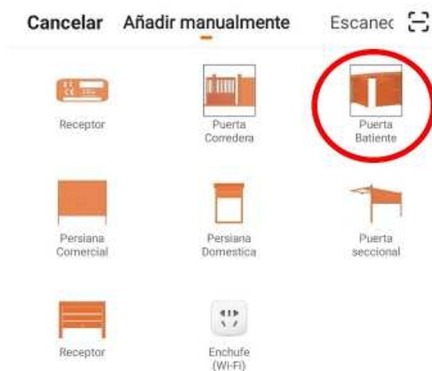 Cancelar Añadir manualmente Escanec
Receptor
Puerta
Corredera
Puerta
Batiente
Persiana
Comercial
Persiana
Domestica
Puerta
seccional
Receptor
Enchufe
(Wi-Fi)